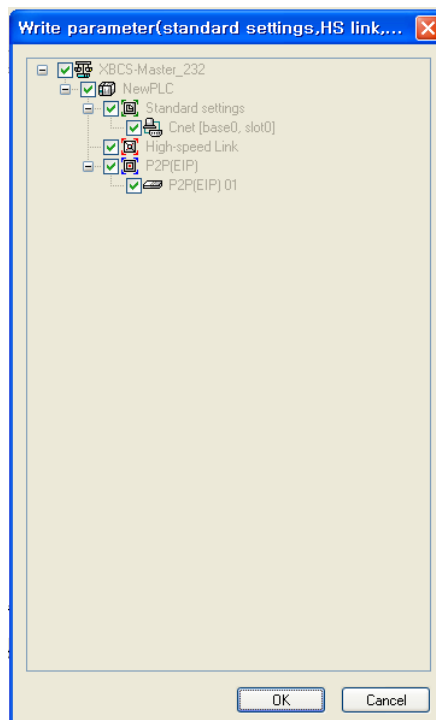 Write parameter(standard settings,HS link,...
XBCS-Master_232
NewPLC
Standard settings
Cnet [base0, slot0]
High-speed Link
P2P(EIP)
P2P(EIP) 01
OK
Cancel